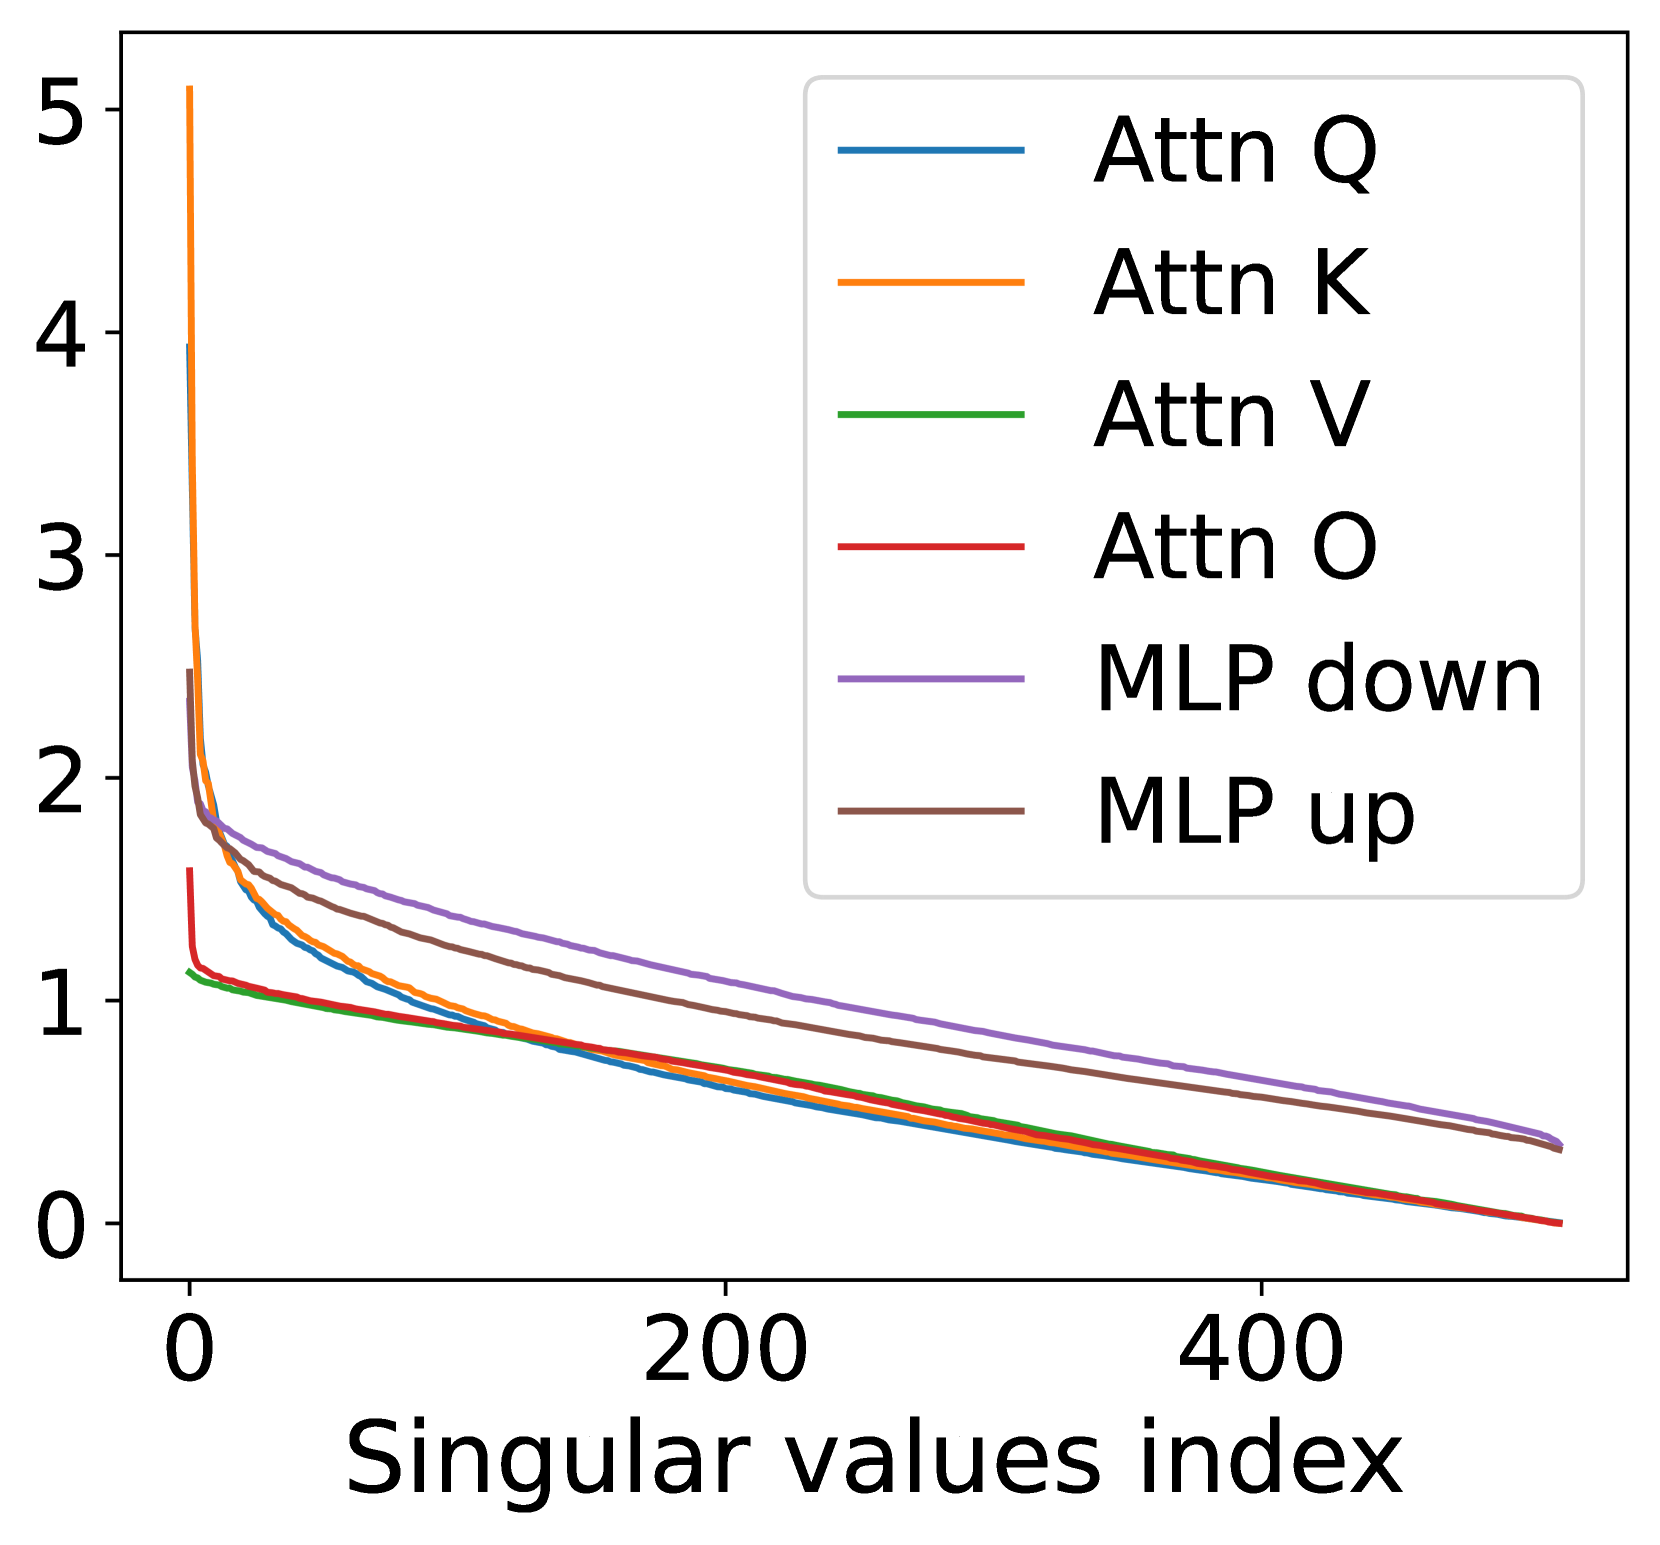 5
4
3
2
1
0
Attn Q
Attn K
Attn V
Attn O
MLP down
MLP up
0 200 400
Singular values index